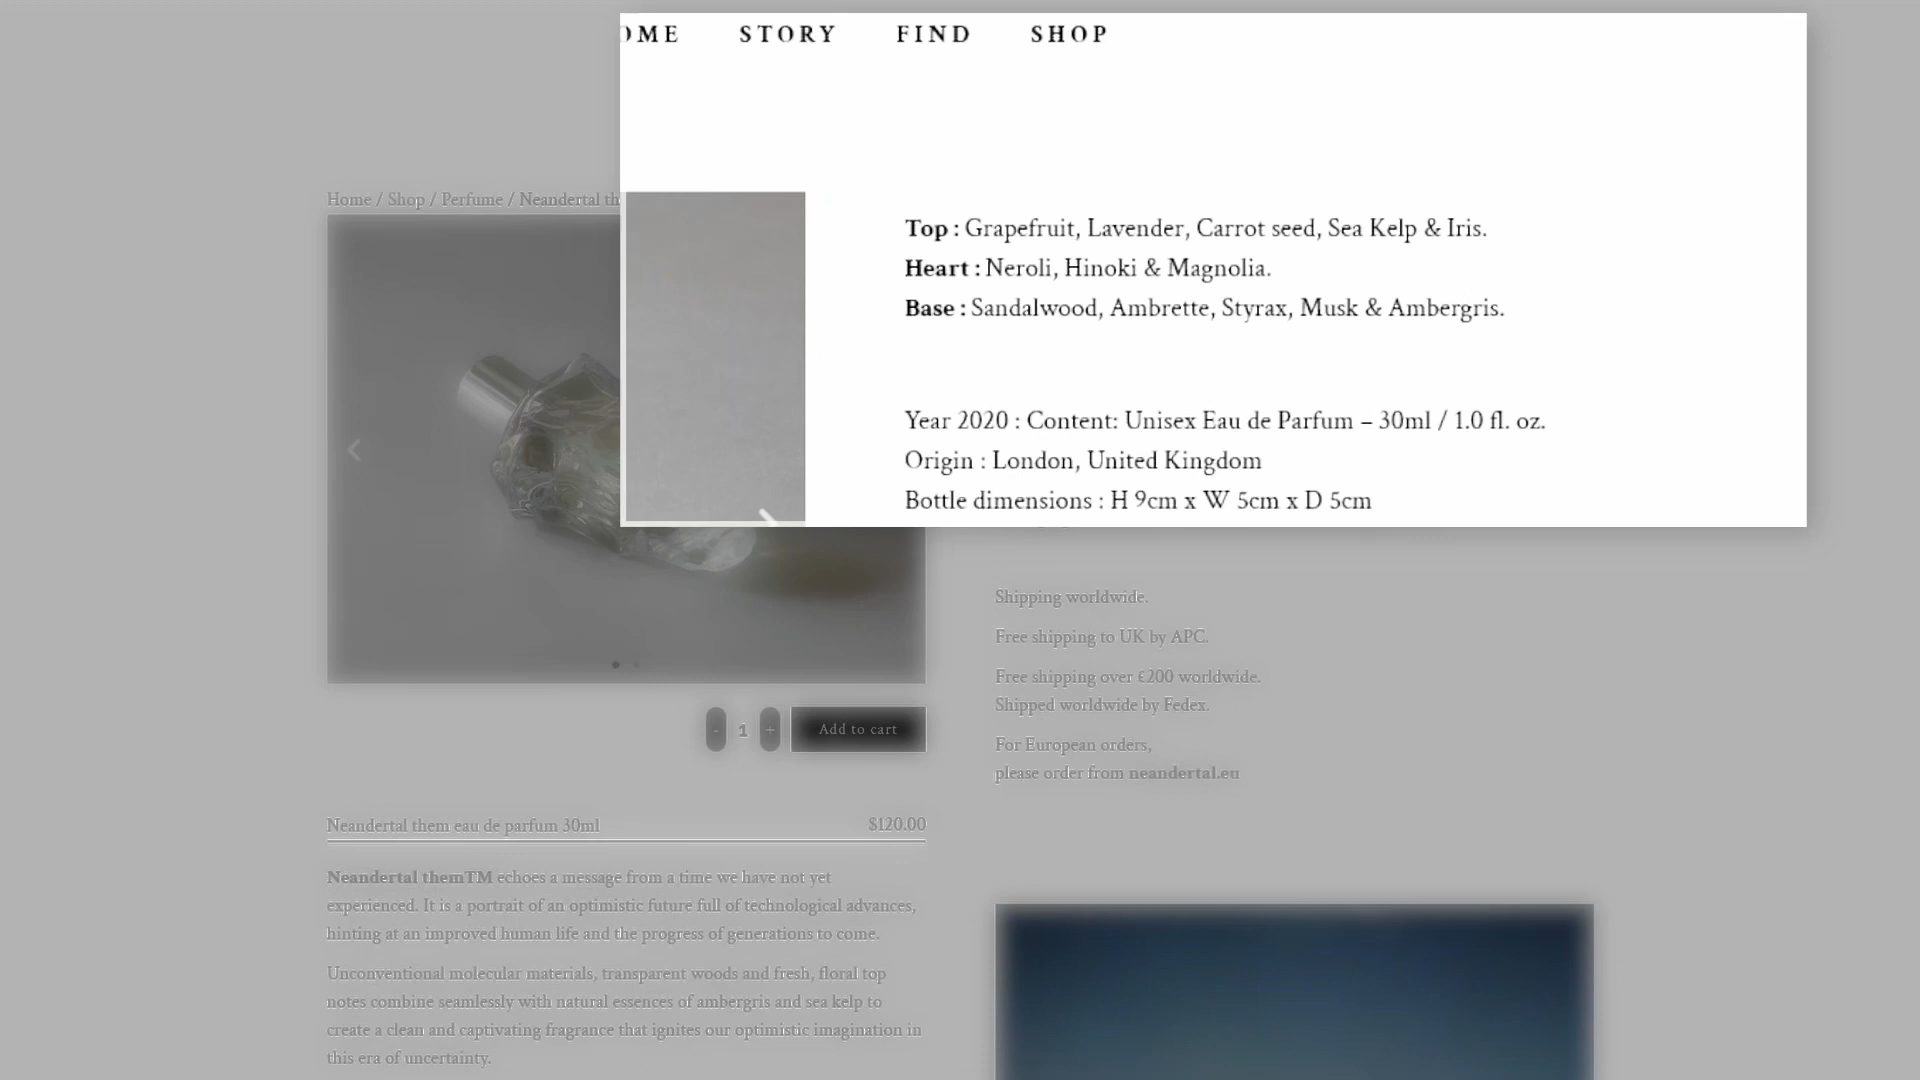 OME STORY FIND SHOP
Home / Shop / Perfume / Neandertal th
Top : Grapefruit, Lavender, Carrot seed, Sea Kelp & Iris.
Heart : Neroli, Hinoki & Magnolia.
Base : Sandalwood, Ambrette, Styrax, Musk & Ambergris.
Year 2020 : Content: Unisex Eau de Parfum – 30ml / 1.0 fl. oz.
Origin : London, United Kingdom
Bottle dimensions : H 9cm x W 5cm x D 5cm
Shipping worldwide.
Free shipping to UK by APC.
Free shipping over £200 worldwide.
Shipped worldwide by Fedex.
For European orders,
please order from neandertal.eu
- 1 + Add to cart
Neandertal them eau de parfum 30ml $120.00
Neandertal themTM echoes a message from a time we have not yet
experienced. It is a portrait of an optimistic future full of technological advances,
hinting at an improved human life and the progress of generations to come.
Unconventional molecular materials, transparent woods and fresh, floral top
notes combine seamlessly with natural essences of ambergris and sea kelp to
create a clean and captivating fragrance that ignites our optimistic imagination in
this era of uncertainty.